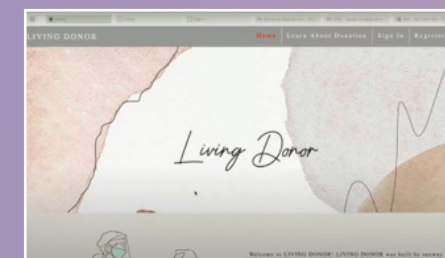 LIVING DONOR Home Learn About Donation Sign In Register
Living Donor
Welcome to LIVING DONOR! LIVING DONOR was built by